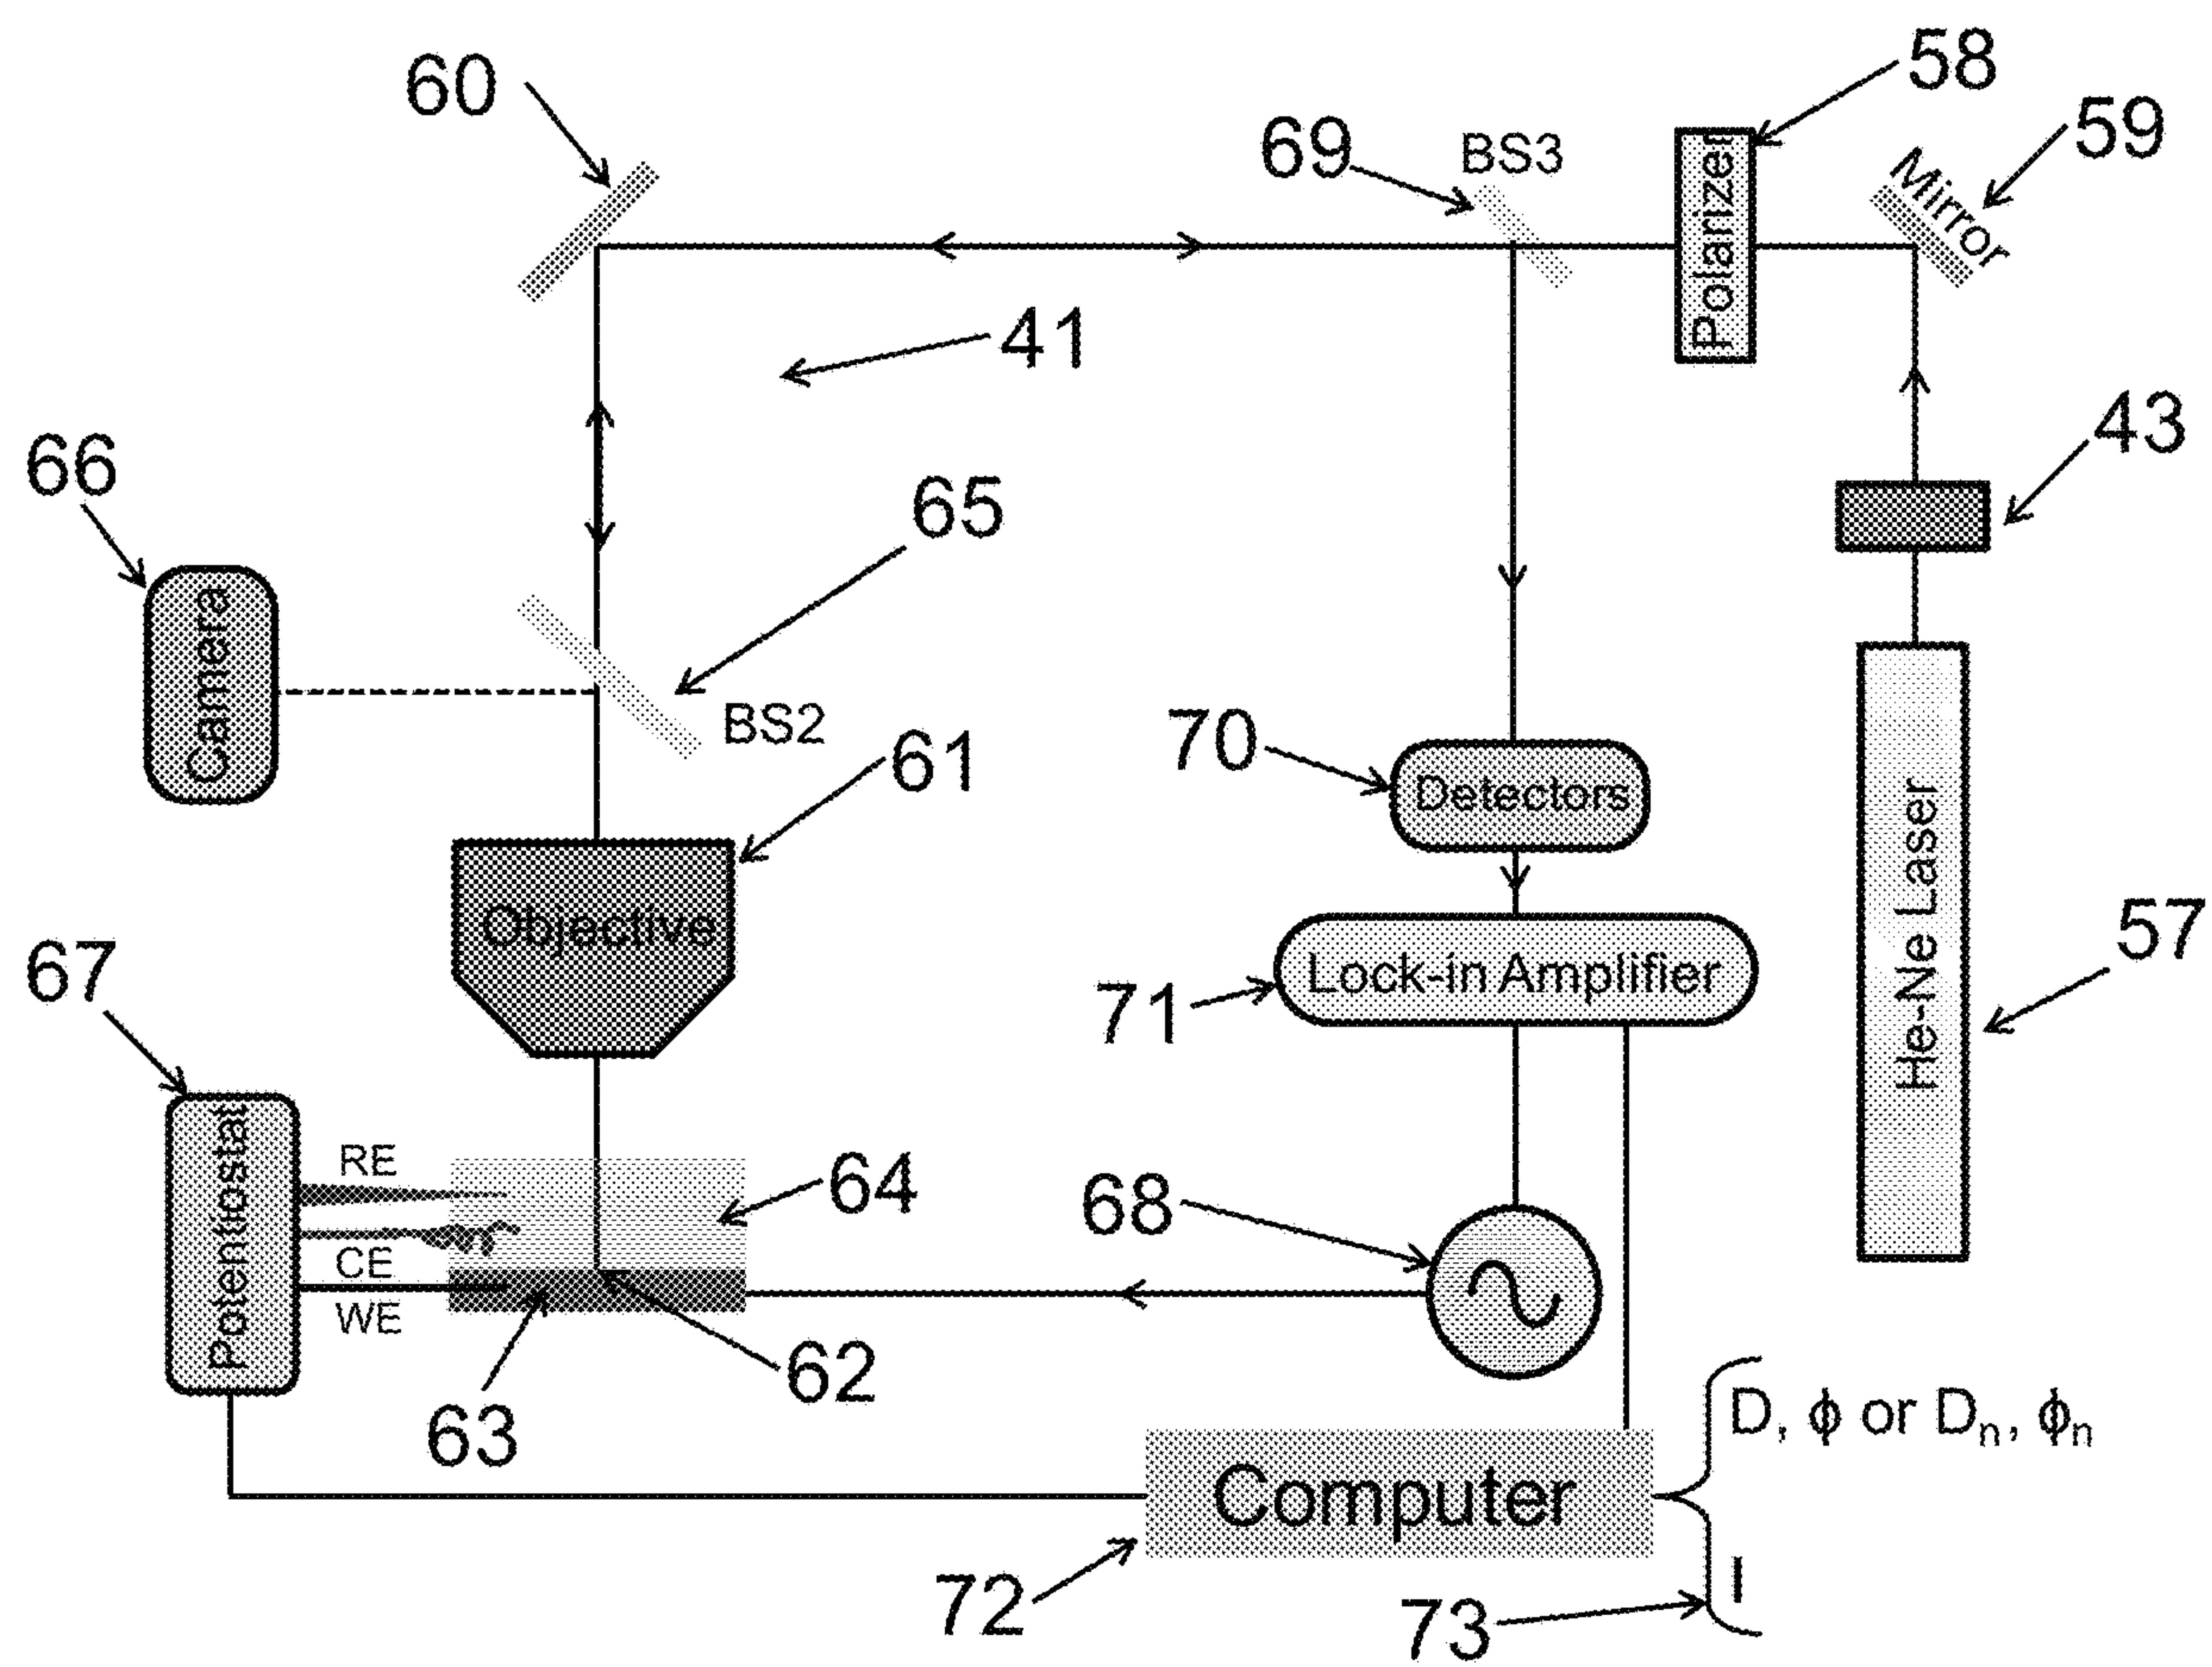 60
58
59
69
BS3
Mirror
Polarizer
41
43
66
65
Camera
BS2
61
70
Detectors
Objective
He-Ne Laser
57
67
Lock-in Amplifier
71
Potentiostat
RE
64
68
CE
WE
62
63
D, ϕ or Dn, ϕn
Computer
I
72
73